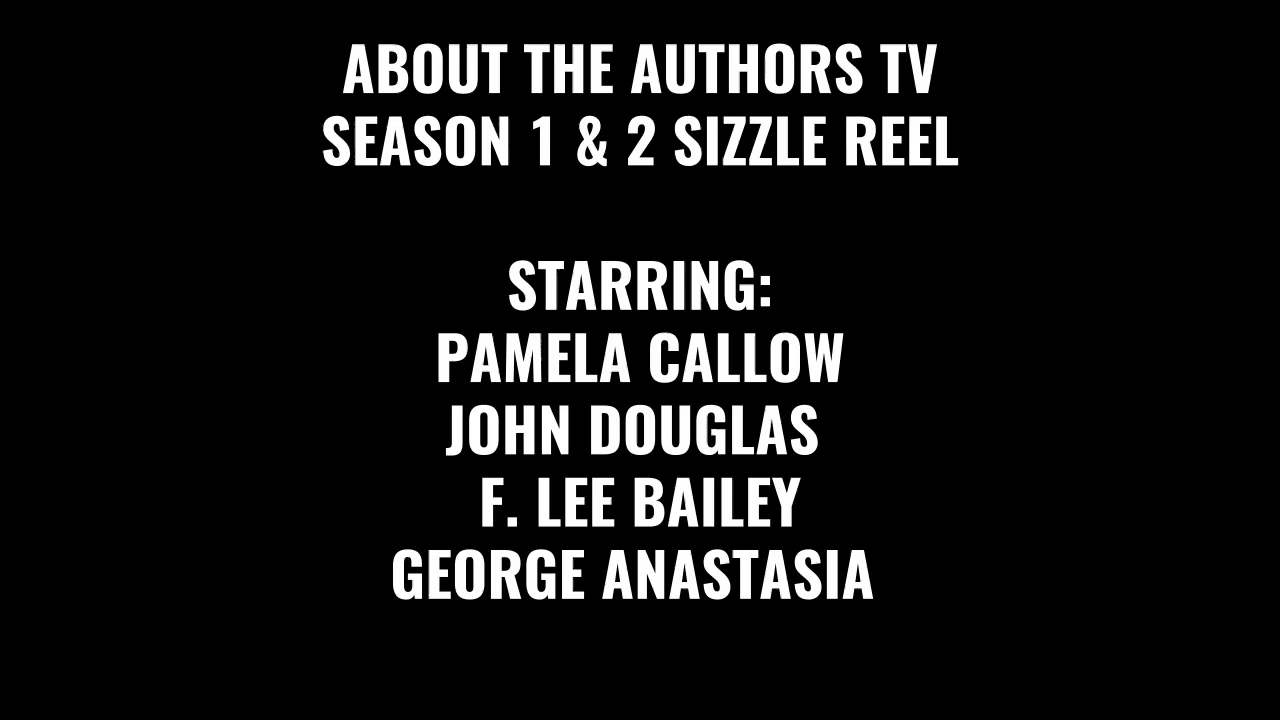 ABOUT THE AUTHORS TV
SEASON 1 & 2 SIZZLE REEL
STARRING:
PAMELA CALLOW
JOHN DOUGLAS
F. LEE BAILEY
GEORGE ANASTASIA